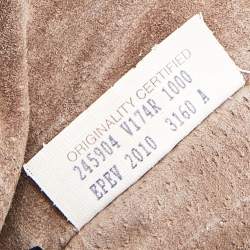 ORIGINALITY CERTIFIED
245904 V174R 1000
EPEV 2010 3160 A